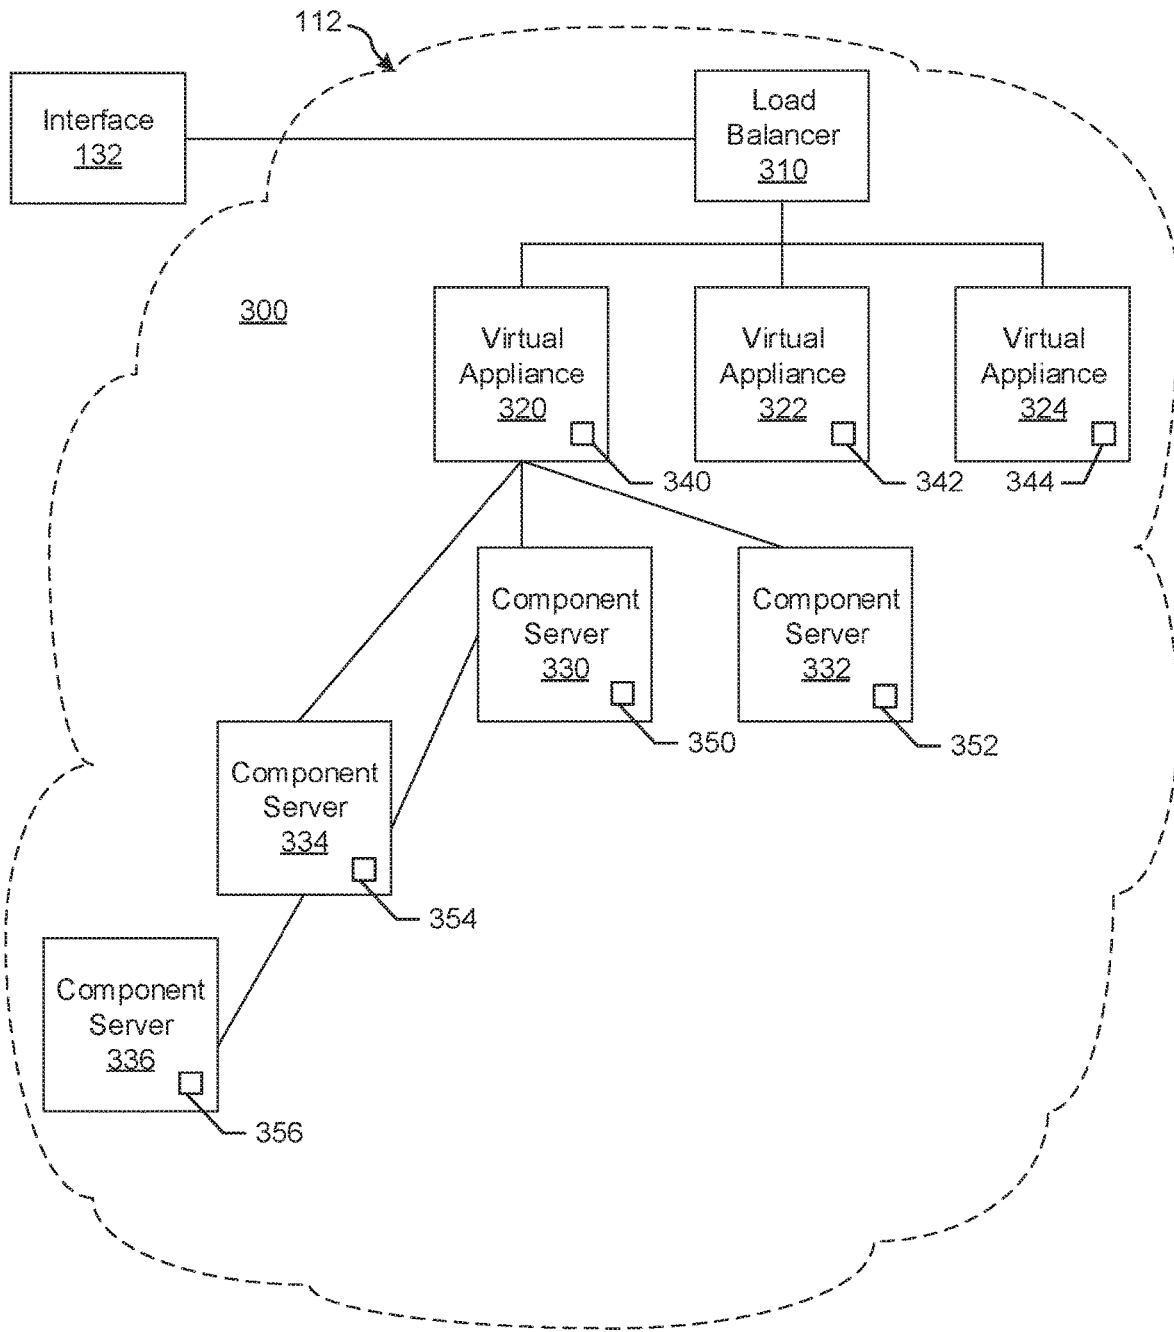 112
Interface
132
Load
Balancer
310
300
Virtual
Appliance
320
Virtual
Appliance
322
Virtual
Appliance
324
340
342
344
Component
Server
330
Component
Server
332
350
352
Component
Server
334
354
Component
Server
336
356